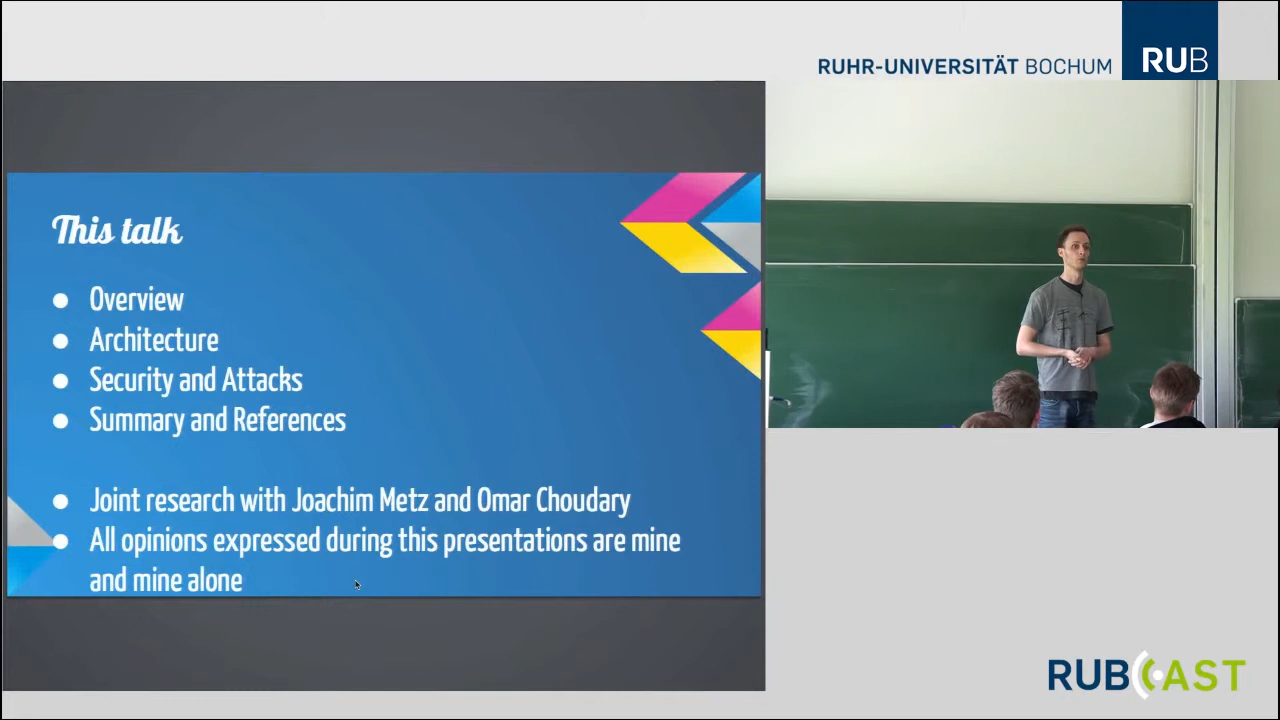 RUHR-UNIVERSITÄT BOCHUM RUB
This talk
● Overview
● Architecture
● Security and Attacks
● Summary and References
● Joint research with Joachim Metz and Omar Choudary
● All opinions expressed during this presentations are mine
and mine alone
RUBCAST